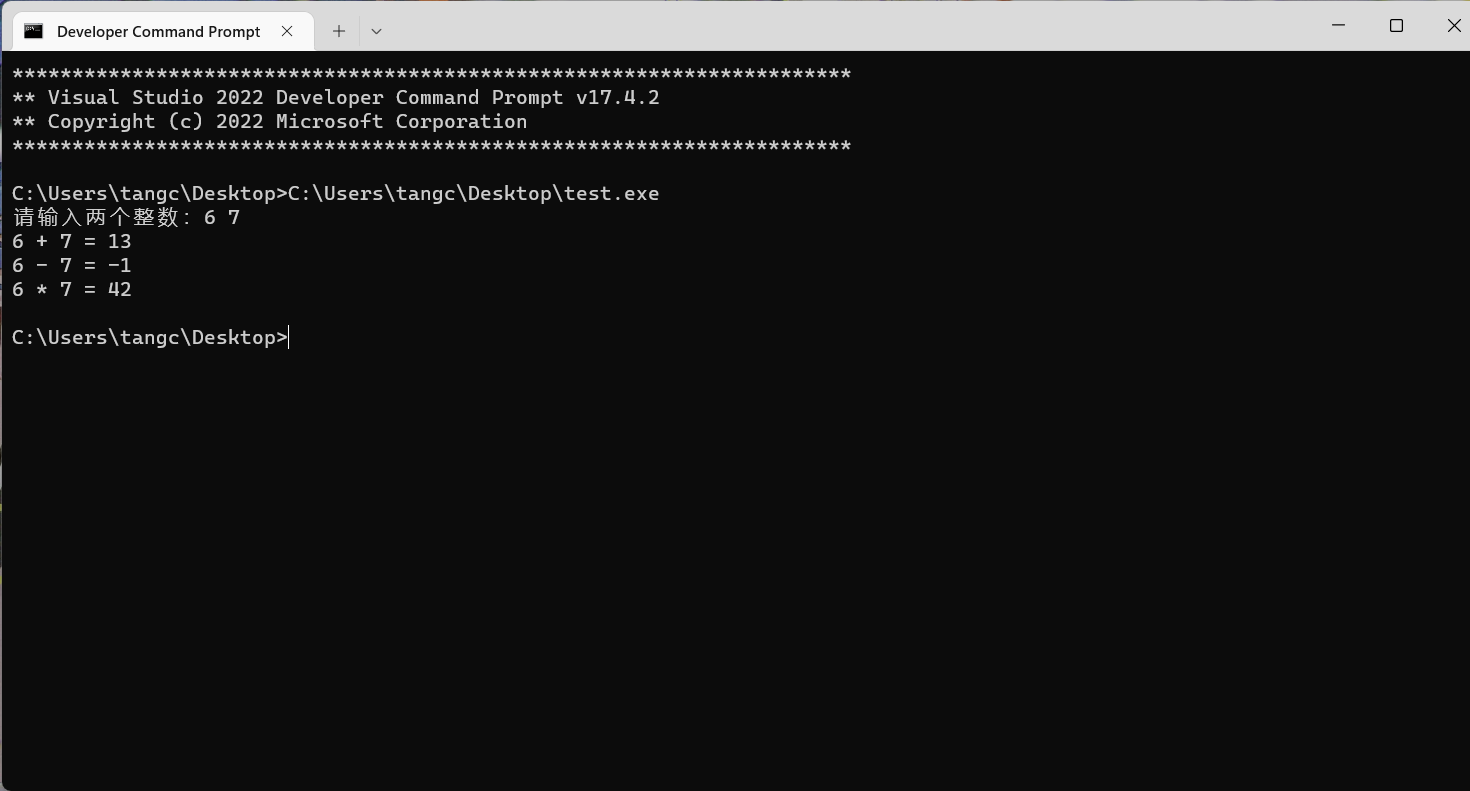 Developer Command Prompt
**********************************************************************
** Visual Studio 2022 Developer Command Prompt v17.4.2
** Copyright (c) 2022 Microsoft Corporation
**********************************************************************
C:\Users\tangc\Desktop>C:\Users\tangc\Desktop\test.exe
请输入两个整数: 6 7
6 + 7 = 13
6 - 7 = -1
6 * 7 = 42
C:\Users\tangc\Desktop>